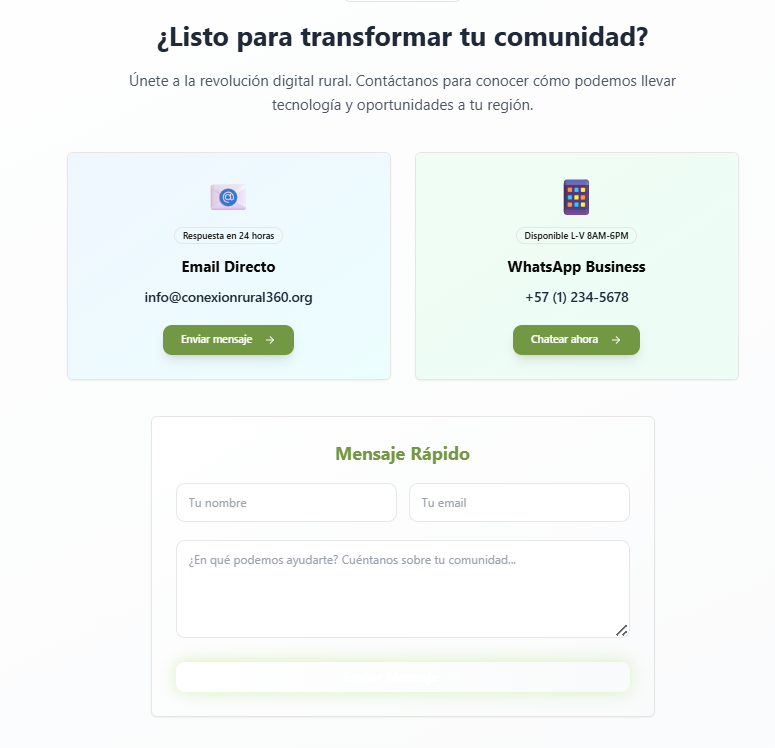 ¿Listo para transformar tu comunidad?
Únete a la revolución digital rural. Contáctanos para conocer cómo podemos llevar
tecnología y oportunidades a tu región.
@
Respuesta en 24 horas
Email Directo
info@conexionrural360.org
Enviar mensaje →
Disponible L-V 8AM-6PM
WhatsApp Business
+57 (1) 234-5678
Chatear ahora →
Mensaje Rápido
Tu nombre
Tu email
¿En qué podemos ayudarte? Cuéntanos sobre tu comunidad...